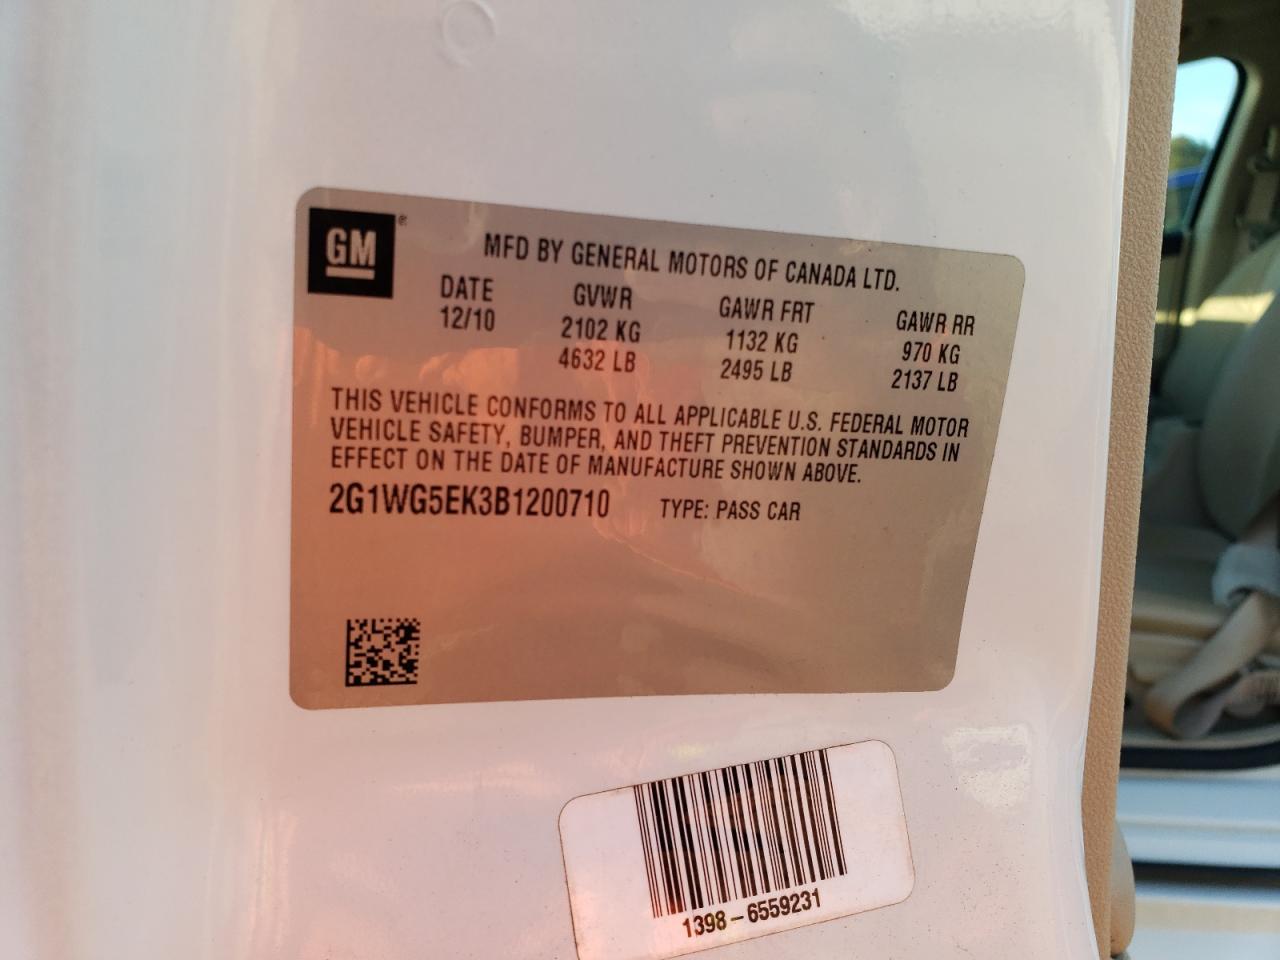 GM®
MFD BY GENERAL MOTORS OF CANADA LTD.
DATE GVWR GAWR FRT GAWR RR
12/10 2102 KG 1132 KG 970 KG
4632 LB 2495 LB 2137 LB
THIS VEHICLE CONFORMS TO ALL APPLICABLE U.S. FEDERAL MOTOR
VEHICLE SAFETY, BUMPER, AND THEFT PREVENTION STANDARDS IN
EFFECT ON THE DATE OF MANUFACTURE SHOWN ABOVE.
2G1WG5EK3B1200710 TYPE: PASS CAR
1398-6559231